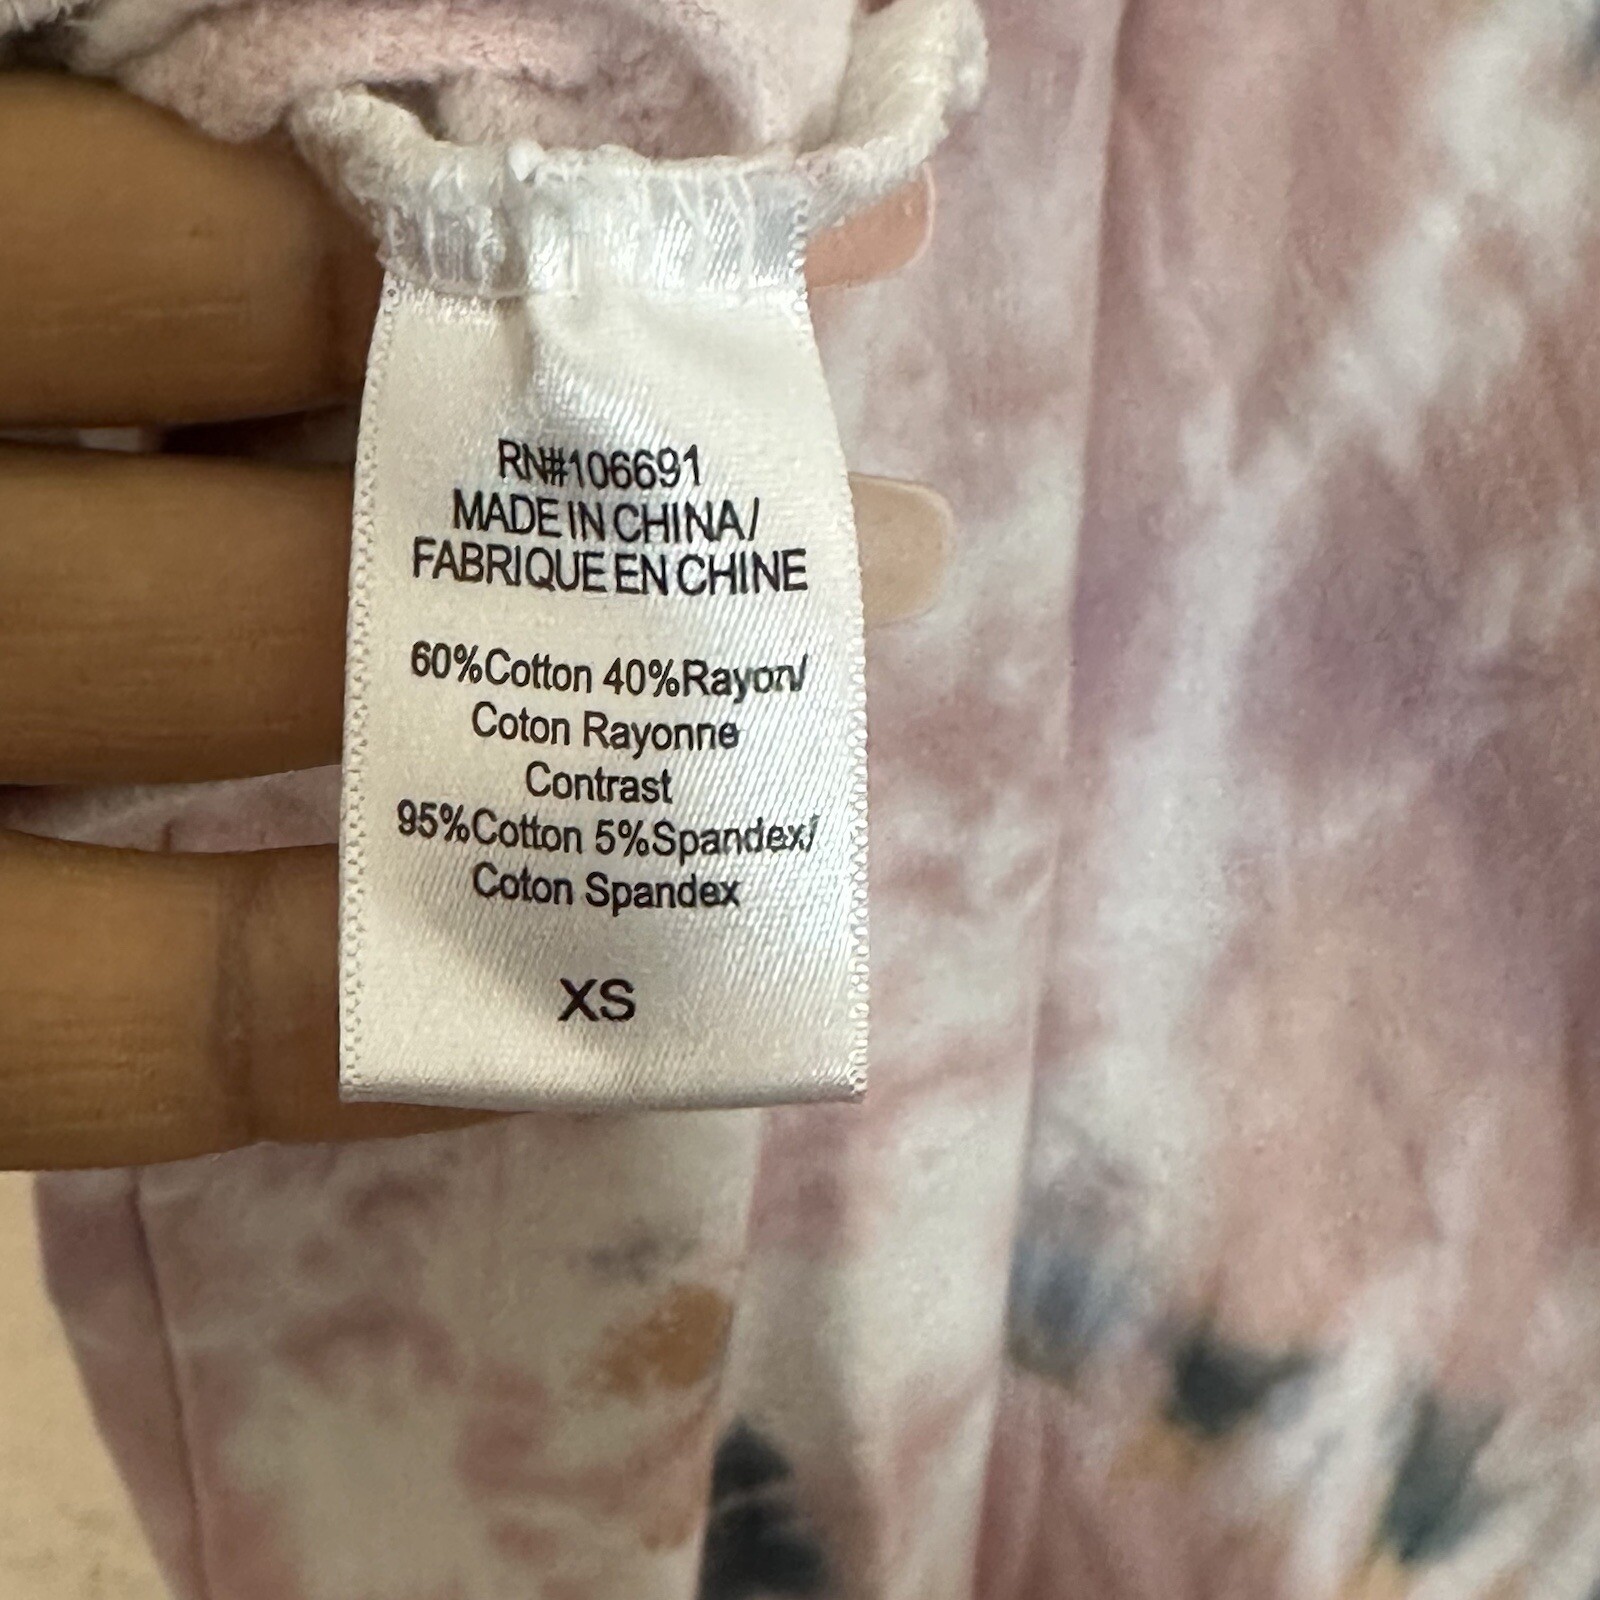 RN#106691
MADE IN CHINA/
FABRIQUE EN CHINE
60%Cotton 40%Rayon/
Coton Rayonne
Contrast
95%Cotton 5%Spandex/
Coton Spandex
XS